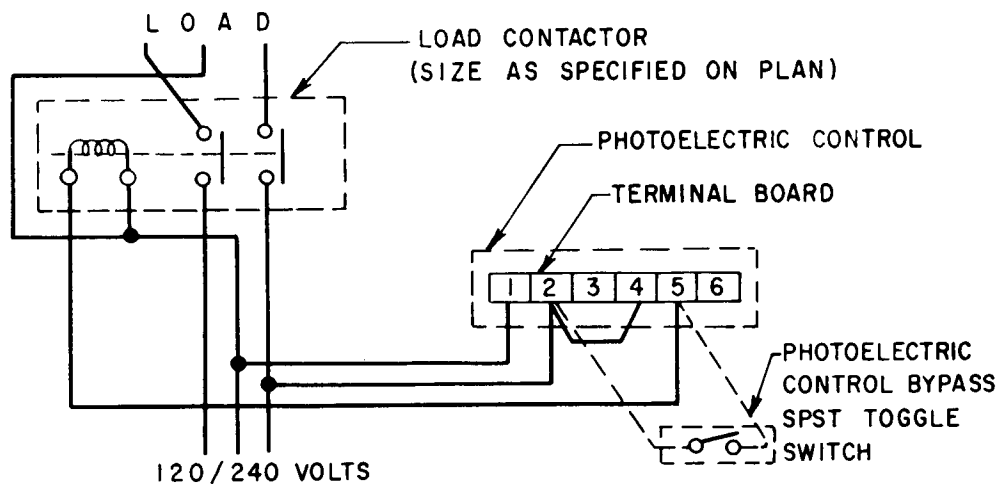 L O A D
LOAD CONTACTOR
(SIZE AS SPECIFIED ON PLAN)
PHOTOELECTRIC CONTROL
TERMINAL BOARD
1 2 3 4 5 6
PHOTOELECTRIC
CONTROL BYPASS
SPST TOGGLE
SWITCH
120/240 VOLTS